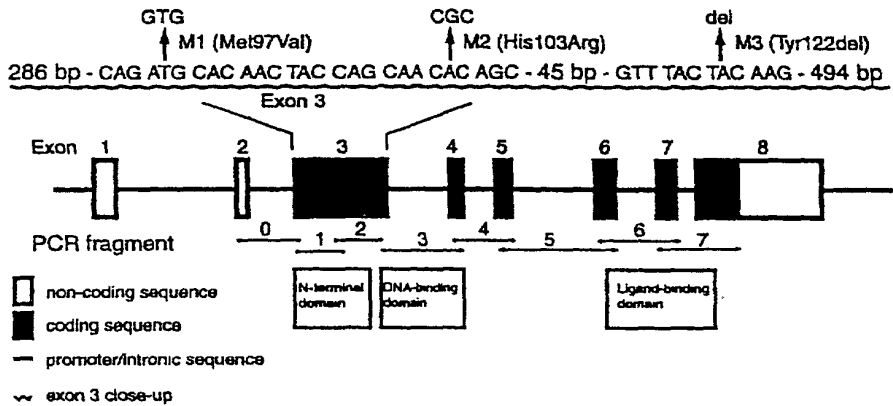 GTG CGC del
M1 (Met97Val) M2 (His103Arg) M3 (Tyr122del)
286 bp - CAG ATG CAC AAC TAC CAG CAA CAC AGC - 45 bp - GTT TAC TAC AAG - 494 bp
Exon 3
Exon 1 2 3 4 5 6 7 8
PCR fragment 0 1 2 3 4 5 6 7
non-coding sequence
coding sequence
promoter/intronic sequence
exon 3 close-up
N-terminal
domain
DNA-binding
domain
Ligand-binding
domain